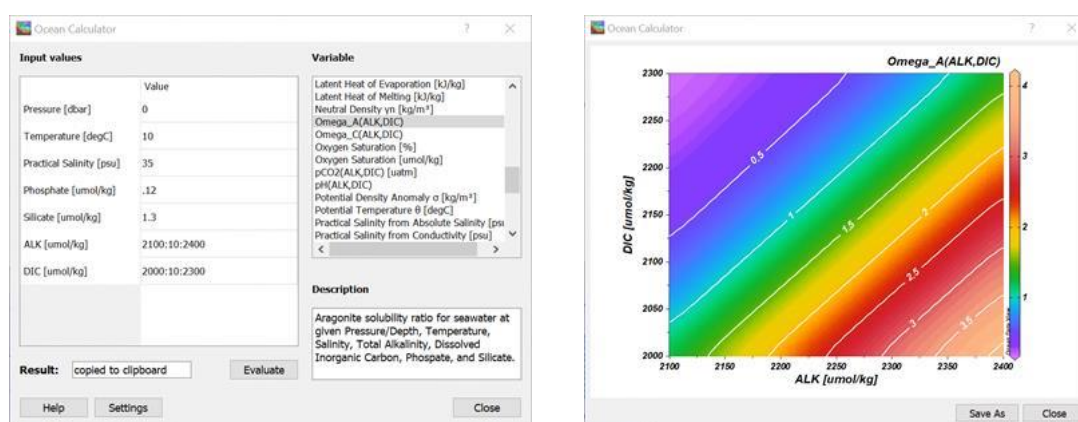 Ocean Calculator
Input values
Value
Pressure [dbar] 0
Temperature [degC] 10
Practical Salinity [psu] 35
Phosphate [umol/kg] .12
Silicate [umol/kg] 1.3
ALK [umol/kg] 2100:10:2400
DIC [umol/kg] 2000:10:2300
Result: copied to clipboard Evaluate
Help Settings
Variable
Latent Heat of Evaporation [kJ/kg]
Latent Heat of Melting [kJ/kg]
Neutral Density γn [kg/m³]
Omega_A(ALK,DIC)
Omega_C(ALK,DIC)
Oxygen Saturation [%]
Oxygen Saturation [umol/kg]
pCO2(ALK,DIC) [uatm]
pH(ALK,DIC)
Potential Density Anomaly σ [kg/m³]
Potential Temperature θ [degC]
Practical Salinity from Absolute Salinity [psu
Practical Salinity from Conductivity [psu]
Description
Aragonite solubility ratio for seawater at
given Pressure/Depth, Temperature,
Salinity, Total Alkalinity, Dissolved
Inorganic Carbon, Phospate, and Silicate.
Close
Ocean Calculator
Omega_A(ALK,DIC)
2300
2250
2200
2150
2100
2050
2000
DIC [umol/kg]
0.5
1
1.5
2
2.5
3
3.5
4
3
2
1
2100 2150 2200 2250 2300 2350 2400
ALK [umol/kg]
Save As Close